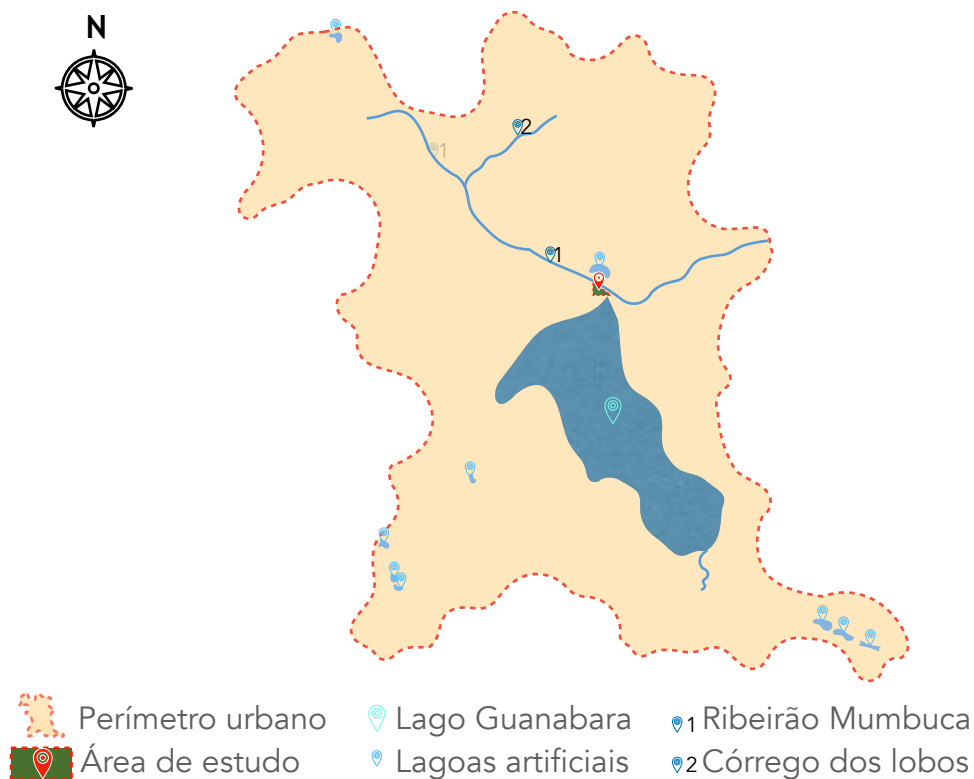 N
2
1
1
Perímetro urbano
Lago Guanabara
1 Ribeirão Mumbuca
Área de estudo
Lagoas artificiais
2 Córrego dos lobos